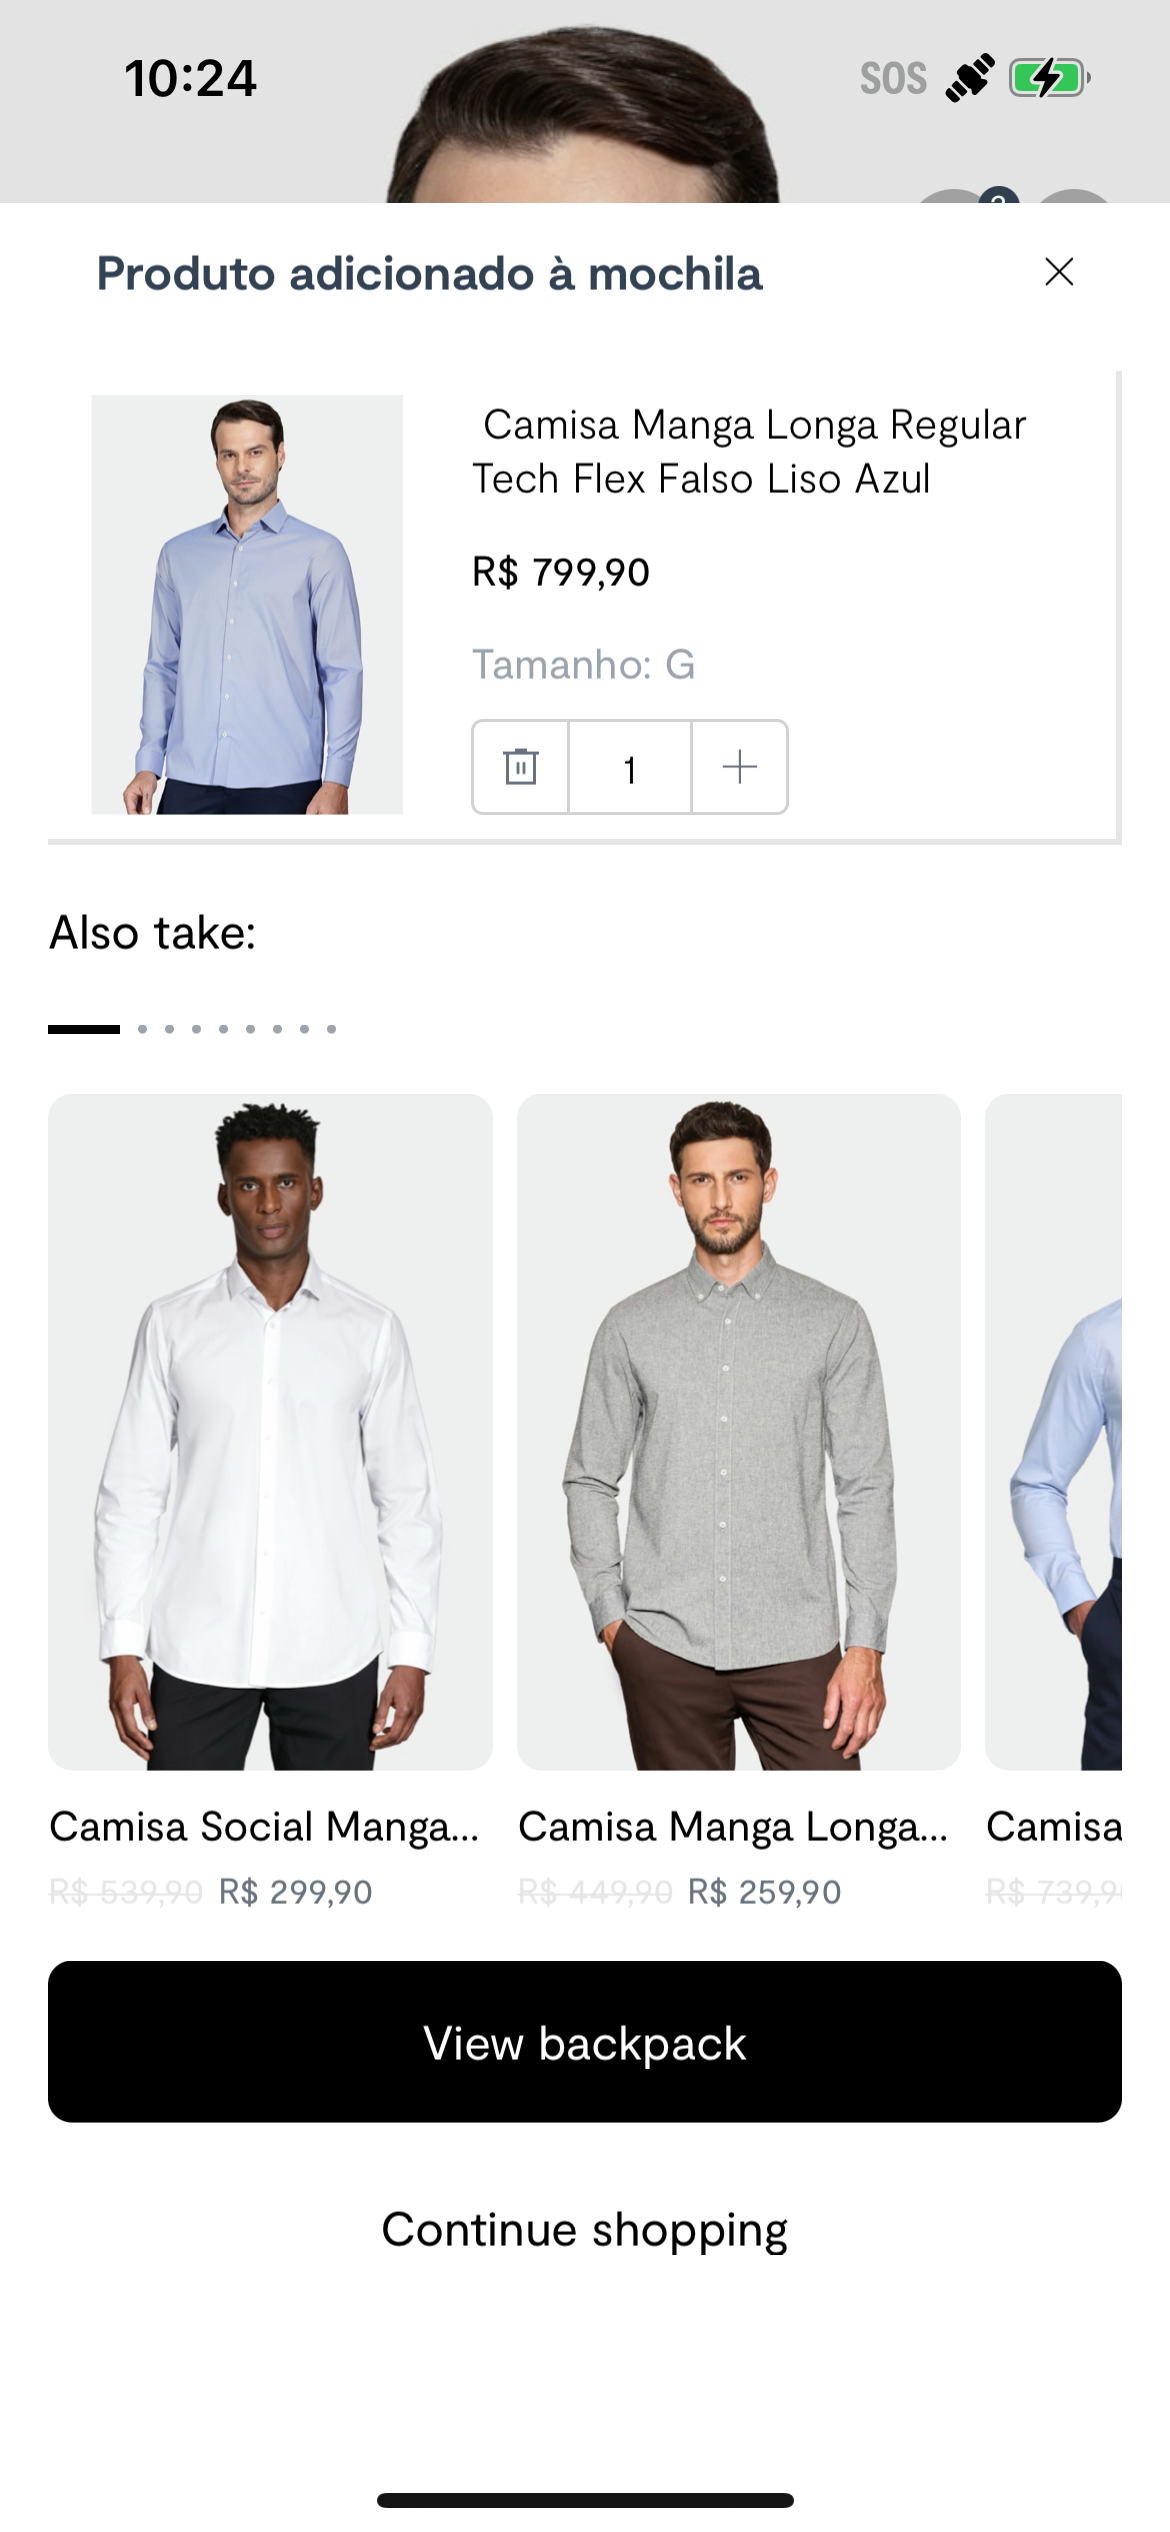 10:24
SOS
Produto adicionado à mochila
Camisa Manga Longa Regular
Tech Flex Falso Liso Azul
R$ 799,90
Tamanho: G
1
Also take:
Camisa Social Manga...
Camisa Manga Longa...
Camisa
R$ 539,90 R$ 299,90
R$ 449,90 R$ 259,90
R$ 739,9
View backpack
Continue shopping